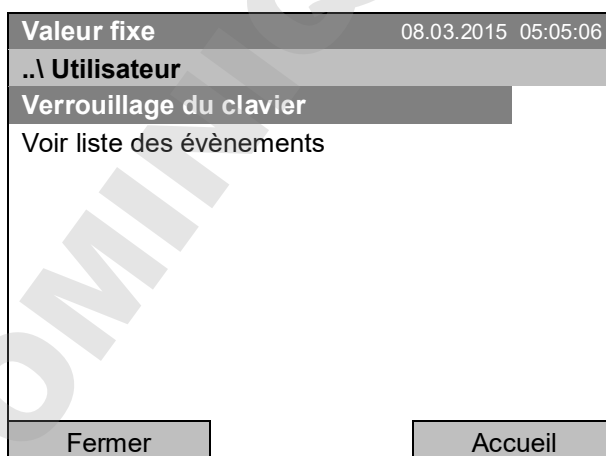 Valeur fixe 08.03.2015 05:05:06
..\ Utilisateur
Verrouillage du clavier
Voir liste des évènements
Fermer Accueil